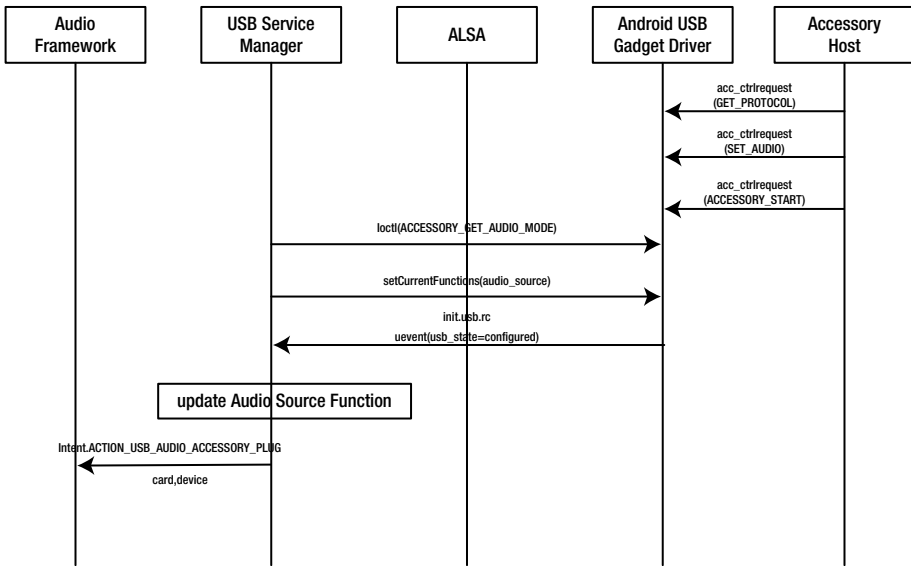 Audio
Framework
USB Service
Manager
ALSA
Android USB
Gadget Driver
Accessory
Host
acc_ctrlrequest
(GET_PROTOCOL)
acc_ctrlrequest
(SET_AUDIO)
acc_ctrlrequest
(ACCESSORY_START)
Ioctl(ACCESSORY_GET_AUDIO_MODE)
setCurrentFunctions(audio_source)
init.usb.rc
uevent(usb_state=configured)
update Audio Source Function
Intent.ACTION_USB_AUDIO_ACCESSORY_PLUG
card,device